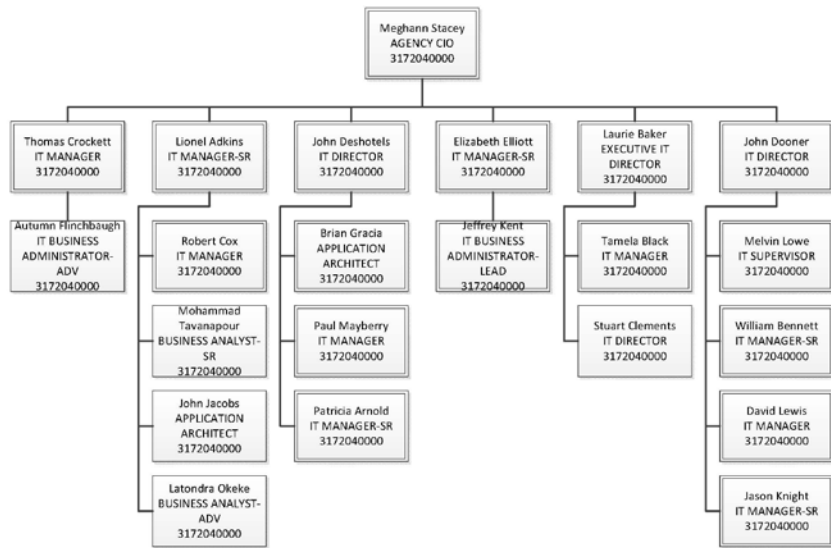 Meghann Stacey
AGENCY CIO
3172040000
Thomas Crockett
IT MANAGER
3172040000
Lionel Adkins
IT MANAGER-SR
3172040000
John Deshotels
IT DIRECTOR
3172040000
Elizabeth Elliott
IT MANAGER-SR
3172040000
Laurie Baker
EXECUTIVE IT
DIRECTOR
3172040000
John Dooner
IT DIRECTOR
3172040000
Autumn Flinchbaugh
IT BUSINESS
ADMINISTRATOR-
ADV
3172040000
Robert Cox
IT MANAGER
3172040000
Brian Gracia
APPLICATION
ARCHITECT
3172040000
Jeffrey Kent
IT BUSINESS
ADMINISTRATOR-
LEAD
3172040000
Tamela Black
IT MANAGER
3172040000
Melvin Lowe
IT SUPERVISOR
3172040000
Mohammad
Tavanapour
BUSINESS ANALYST-
SR
3172040000
Paul Mayberry
IT MANAGER
3172040000
Stuart Clements
IT DIRECTOR
3172040000
William Bennett
IT MANAGER-SR
3172040000
John Jacobs
APPLICATION
ARCHITECT
3172040000
Patricia Arnold
IT MANAGER-SR
3172040000
David Lewis
IT MANAGER
3172040000
Latondra Okeke
BUSINESS ANALYST-
ADV
3172040000
Jason Knight
IT MANAGER-SR
3172040000